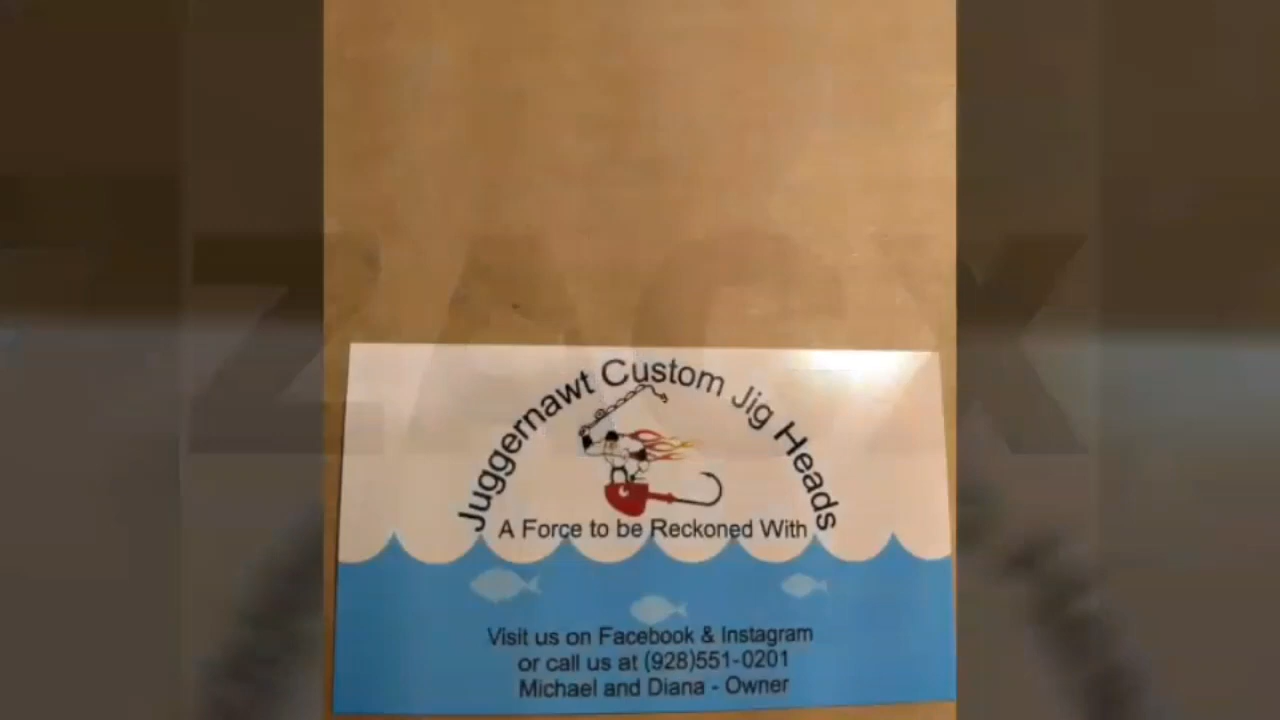 ZACX
Juggernawt Custom Jig Heads
A Force to be Reckoned With
Visit us on Facebook & Instagram
or call us at (928)551-0201
Michael and Diana - Owner